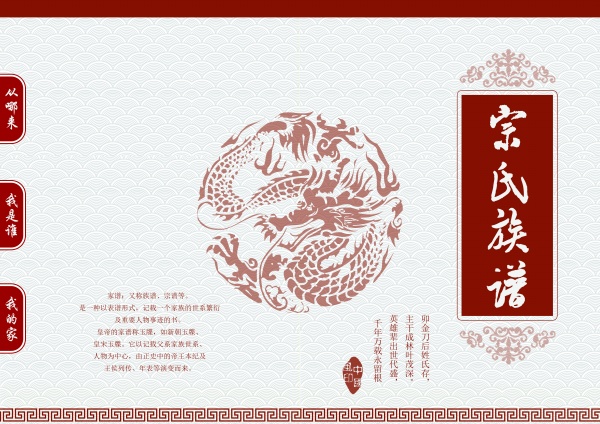 宗氏族谱
从哪来
我是谁
我的家
家谱：又称族谱、宗谱等。
是一种以表谱形式，记载一个家族的世系繁衍
及重要人物事迹的书。
皇帝的家谱称玉牒，如新朝玉牒、
皇宋玉牒。它以记载父系家族世系、
人物为中心，由正史中的帝王本纪及
王侯列传、年表等演变而来。
卯金刀后姓氏存，
主干成林叶茂深。
英雄辈出世代盛，
千年万载永留根